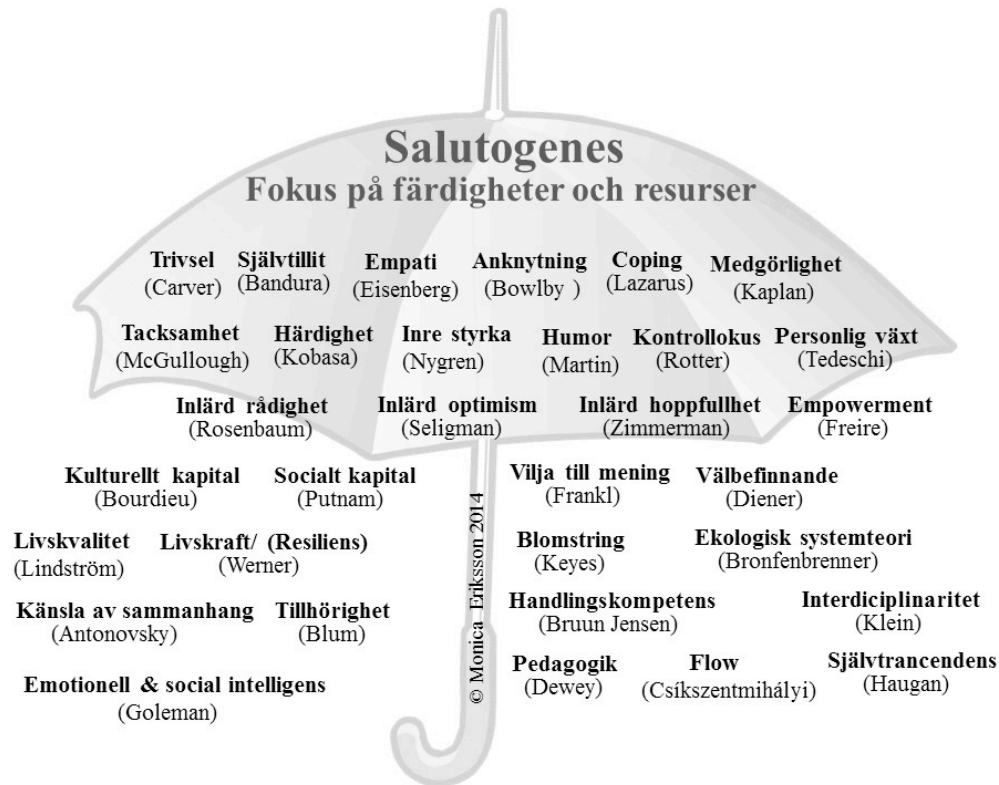 Salutogenes
Fokus på färdigheter och resurser
Trivsel Självtillit Empati Anknytning Coping Medgörlighet
(Carver) (Bandura) (Eisenberg) (Bowlby ) (Lazarus) (Kaplan)
Tacksamhet Härdighet Inre styrka Humor Kontrollokus Personlig växt
(McGullough) (Kobasa) (Nygren) (Martin) (Rotter) (Tedeschi)
Inlärd rådighet Inlärd optimism Inlärd hoppfullhet Empowerment
(Rosenbaum) (Seligman) (Zimmerman) (Freire)
Kulturellt kapital Socialt kapital Vilja till mening Välbefinnande
(Bourdieu) (Putnam) (Frankl) (Diener)
Livskvalitet Livskraft/ (Resiliens) Blomstring Ekologisk systemteori
(Lindström) (Werner) (Keyes) (Bronfenbrenner)
Känsla av sammanhang Tillhörighet Handlingskompetens Interdiciplinaritet
(Antonovsky) (Blum) (Bruun Jensen) (Klein)
Emotionell & social intelligens Pedagogik Flow Självtrancendens
(Goleman) (Dewey) (Csíkszentmihályi) (Haugan)
© Monica Eriksson 2014